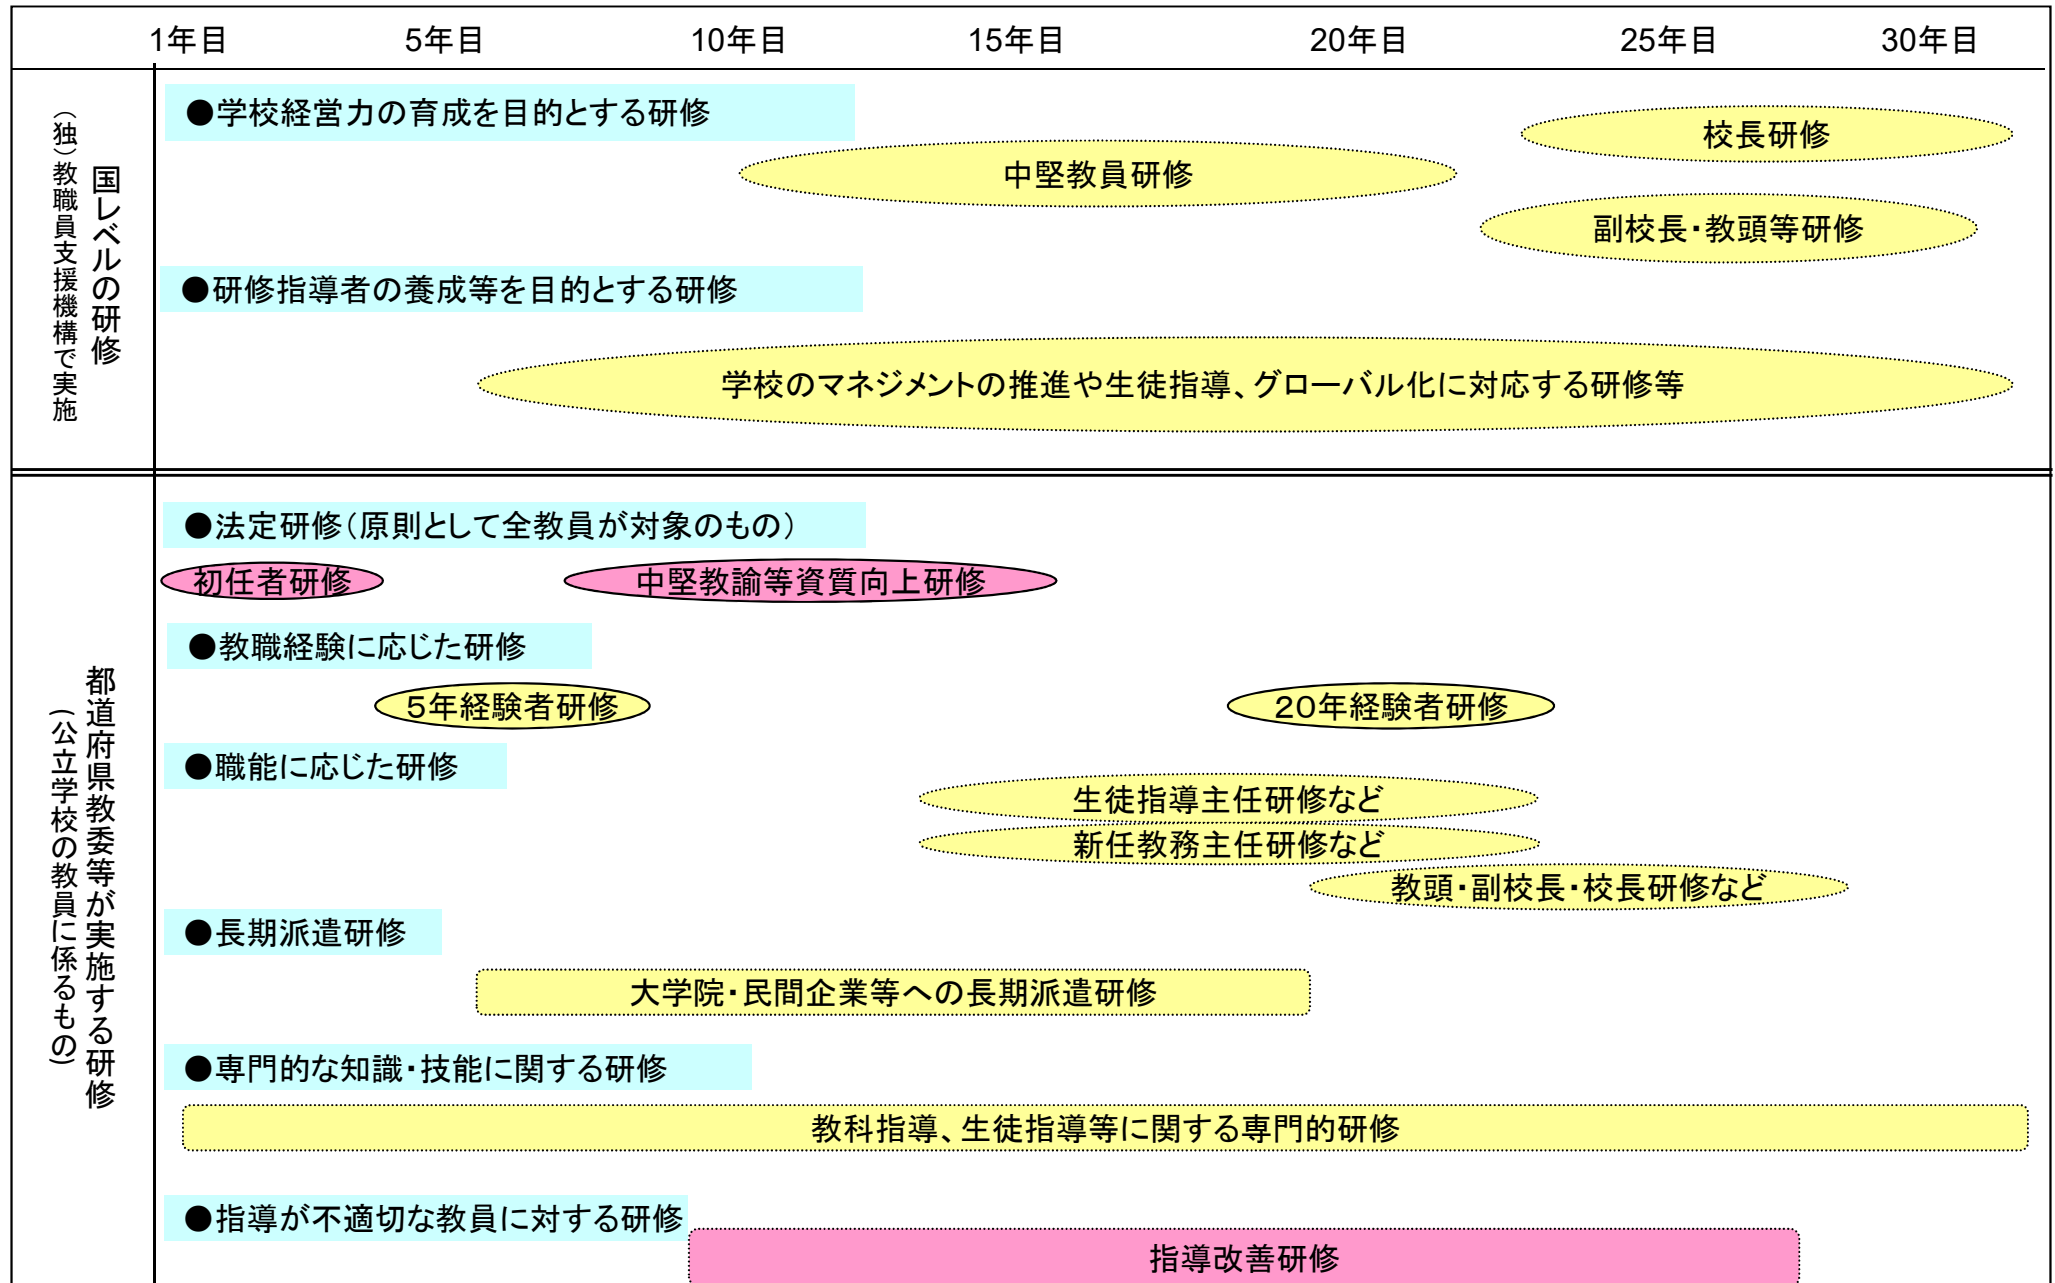 1年目 5年目 10年目 15年目 20年目 25年目 30年目
国レベルの研修
（独）教職員支援機構で実施
●学校経営力の育成を目的とする研修
校長研修
中堅教員研修
副校長・教頭等研修
●研修指導者の養成等を目的とする研修
学校のマネジメントの推進や生徒指導、グローバル化に対応する研修等
都道府県教委等が実施する研修
(公立学校の教員に係るもの)
●法定研修（原則として全教員が対象のもの）
初任者研修 中堅教諭等資質向上研修
●教職経験に応じた研修
５年経験者研修 ２０年経験者研修
●職能に応じた研修
生徒指導主任研修など
新任教務主任研修など
教頭・副校長・校長研修など
●長期派遣研修
大学院・民間企業等への長期派遣研修
●専門的な知識・技能に関する研修
教科指導、生徒指導等に関する専門的研修
●指導が不適切な教員に対する研修
指導改善研修